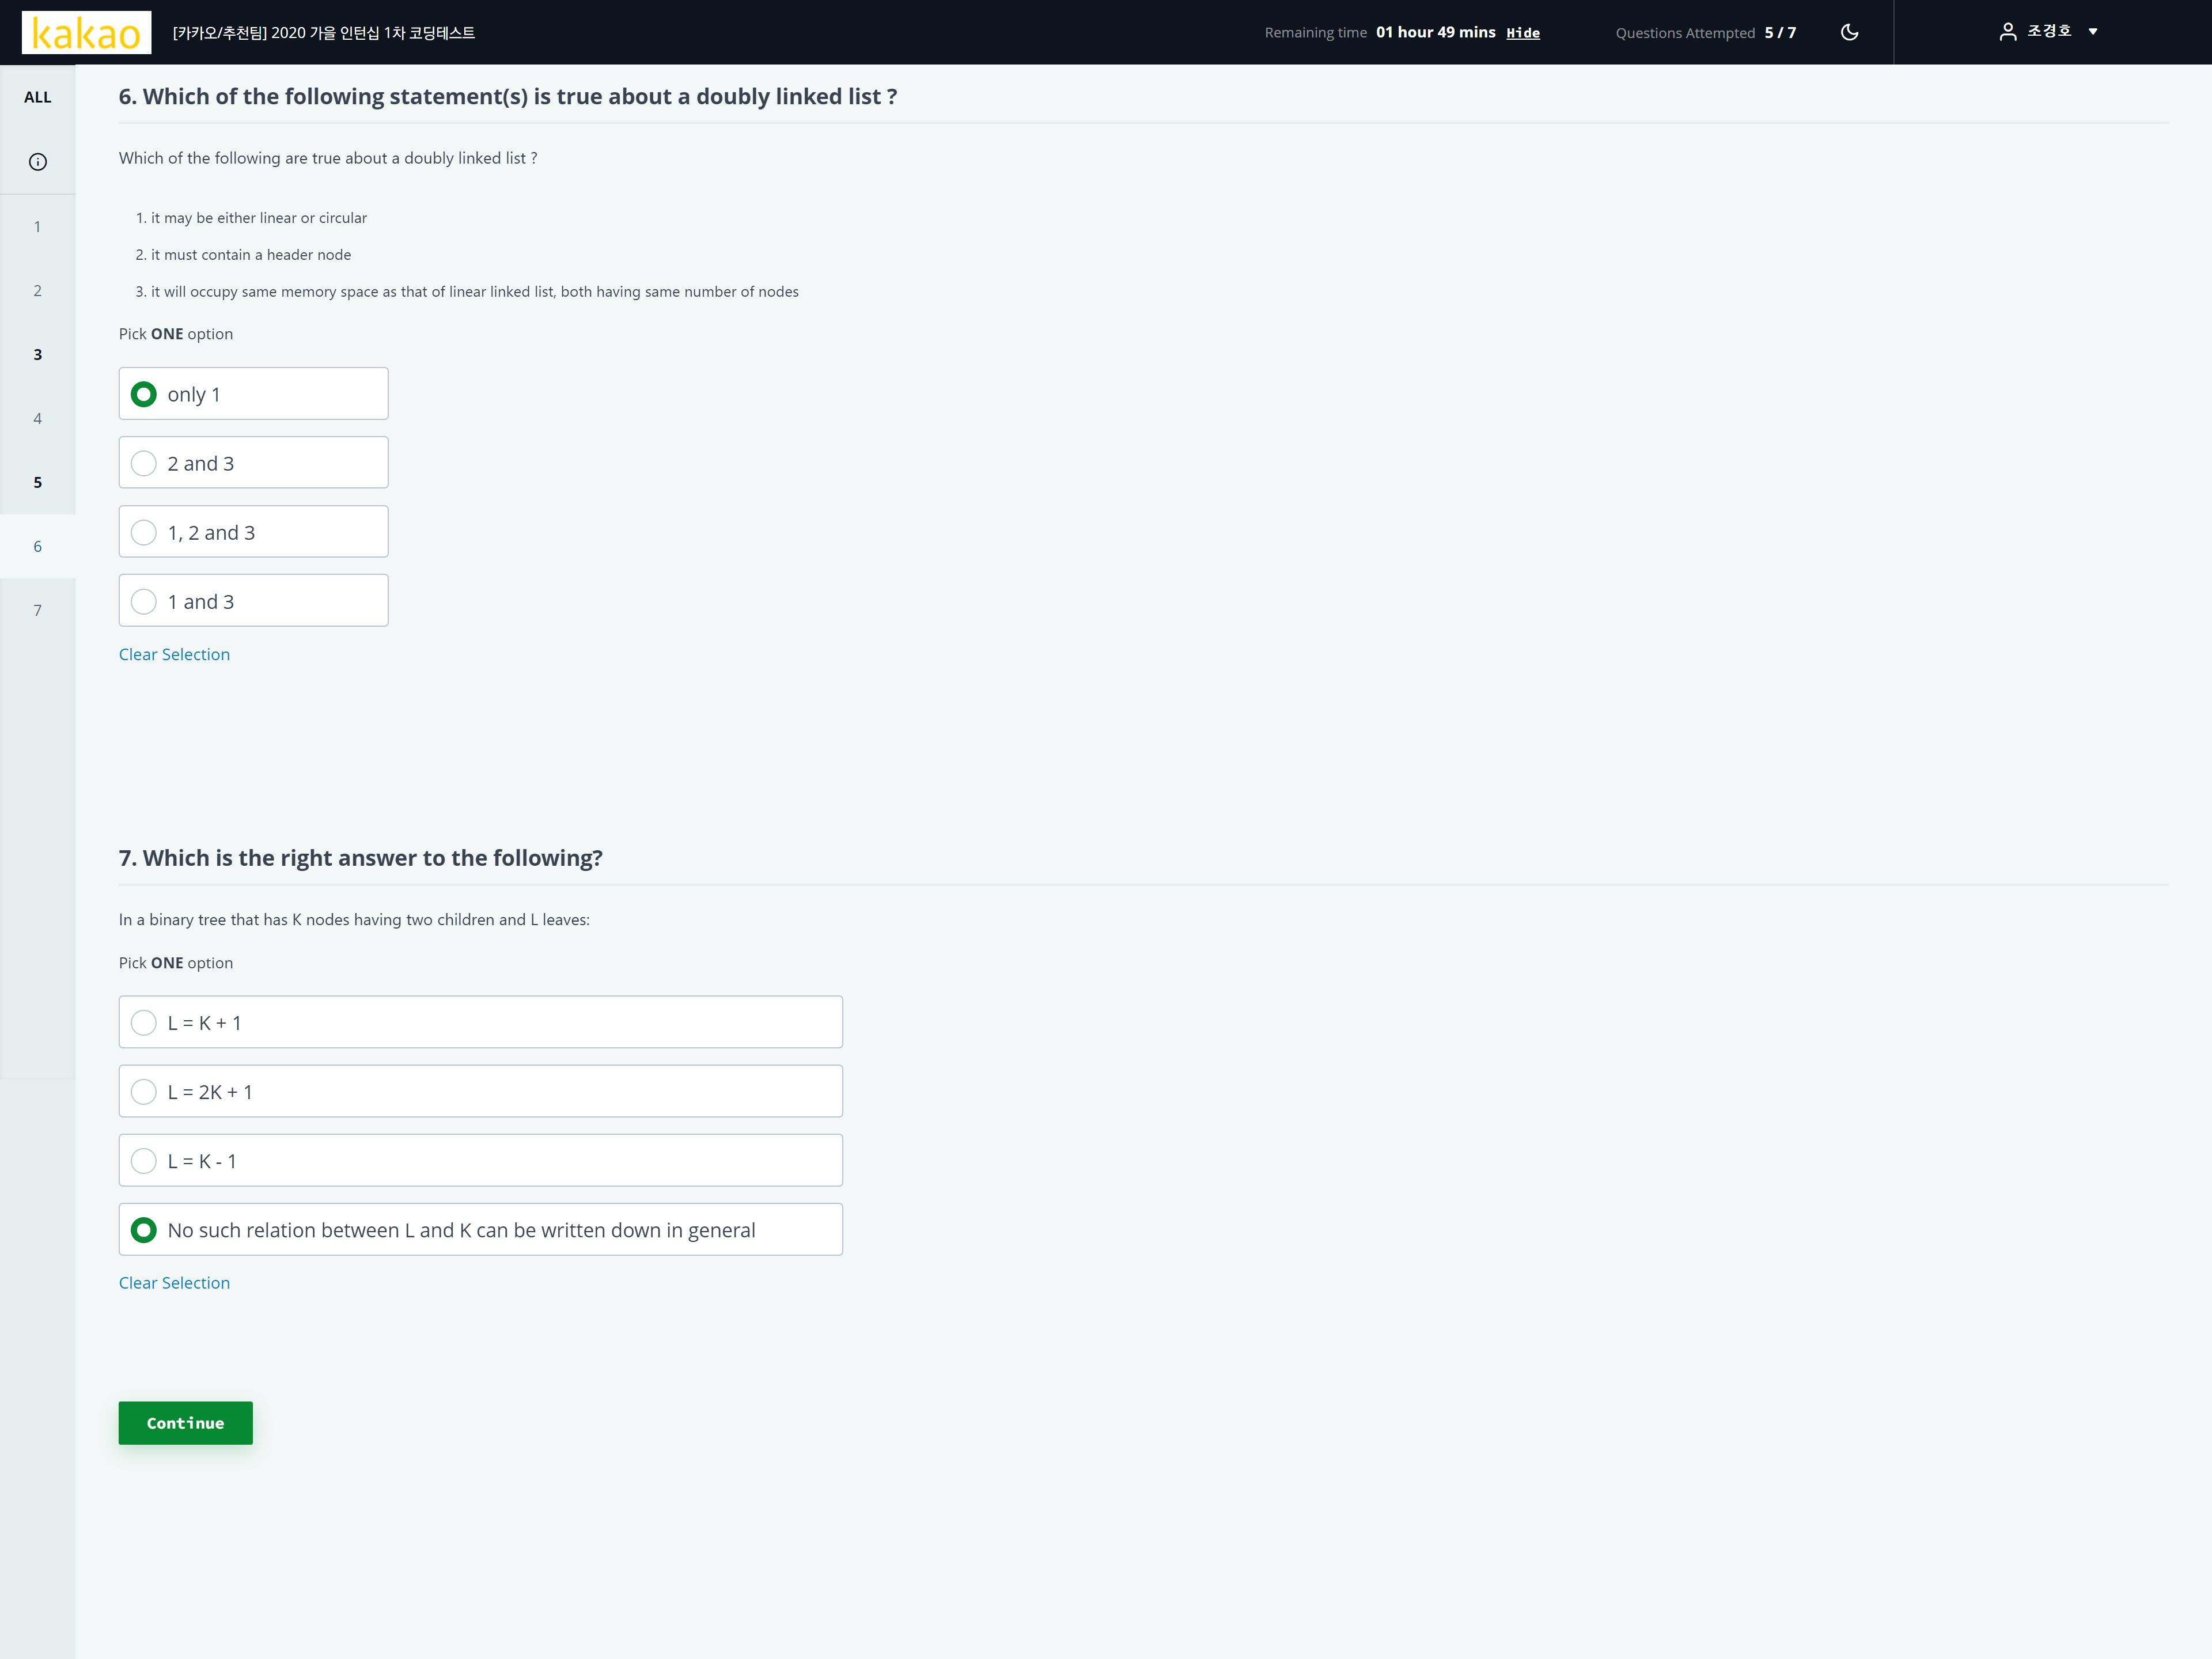 kakao [카카오/추천팀] 2020 가을 인턴십 1차 코딩테스트 Remaining time 01 hour 49 mins Hide Questions Attempted 5 / 7 조경호
ALL
1
2
3
4
5
6
7
6. Which of the following statement(s) is true about a doubly linked list ?
Which of the following are true about a doubly linked list ?
1. it may be either linear or circular
2. it must contain a header node
3. it will occupy same memory space as that of linear linked list, both having same number of nodes
Pick ONE option
only 1
2 and 3
1, 2 and 3
1 and 3
Clear Selection
7. Which is the right answer to the following?
In a binary tree that has K nodes having two children and L leaves:
Pick ONE option
L = K + 1
L = 2K + 1
L = K - 1
No such relation between L and K can be written down in general
Clear Selection
Continue